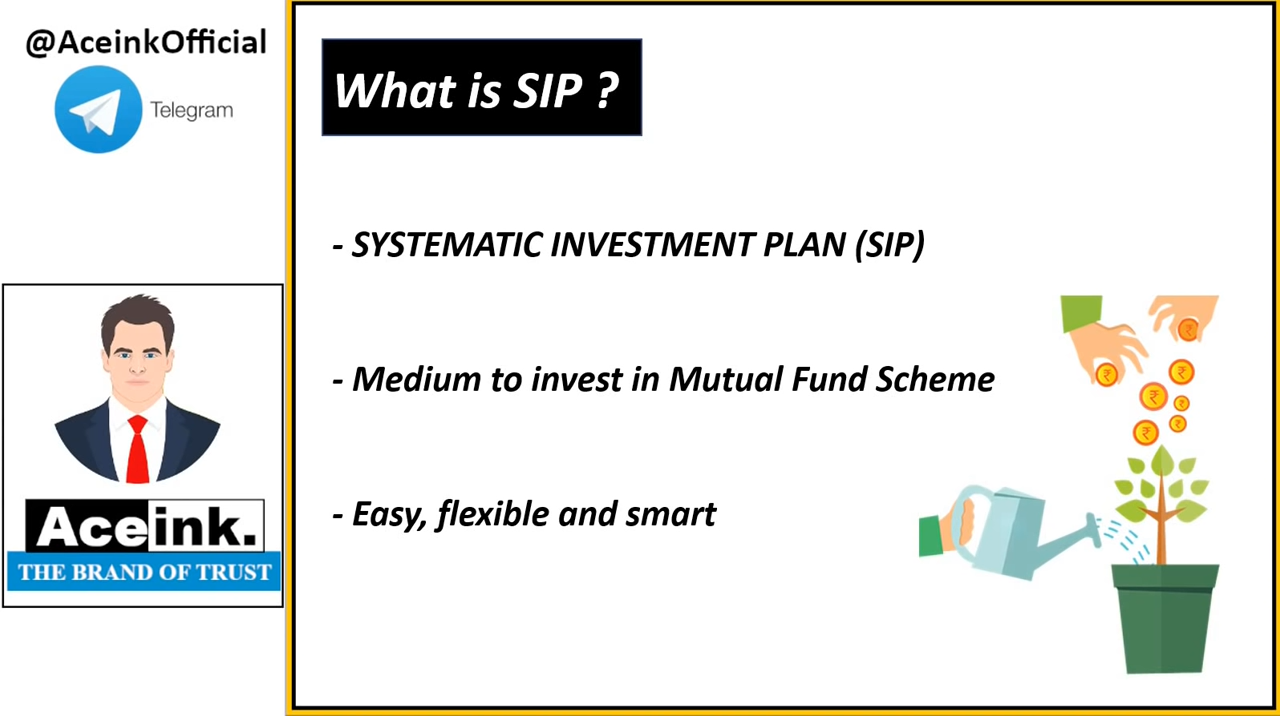 @AceinkOfficial
Telegram
Aceink.
THE BRAND OF TRUST
What is SIP ?
- SYSTEMATIC INVESTMENT PLAN (SIP)
- Medium to invest in Mutual Fund Scheme
- Easy, flexible and smart
₹
₹
₹
₹
₹
₹
₹